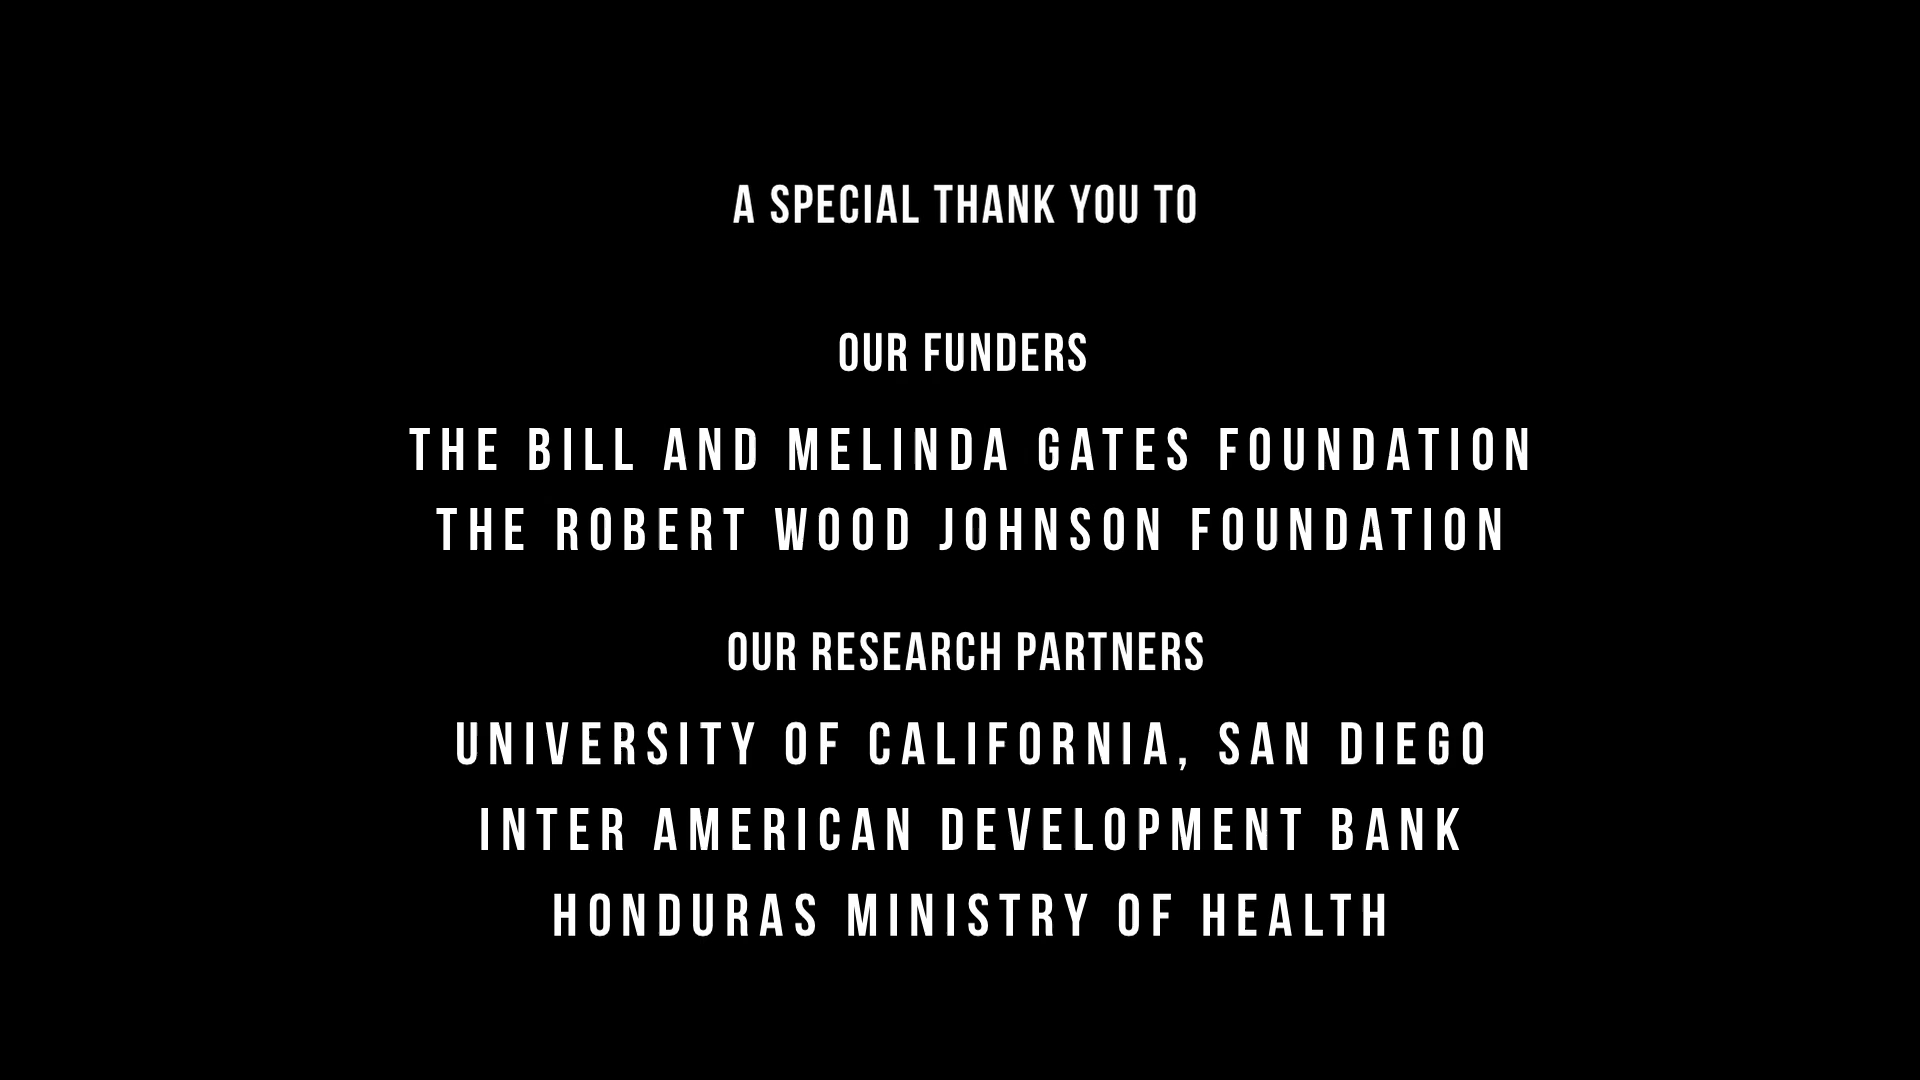 A SPECIAL THANK YOU TO
OUR FUNDERS
THE BILL AND MELINDA GATES FOUNDATION
THE ROBERT WOOD JOHNSON FOUNDATION
OUR RESEARCH PARTNERS
UNIVERSITY OF CALIFORNIA, SAN DIEGO
INTER AMERICAN DEVELOPMENT BANK
HONDURAS MINISTRY OF HEALTH